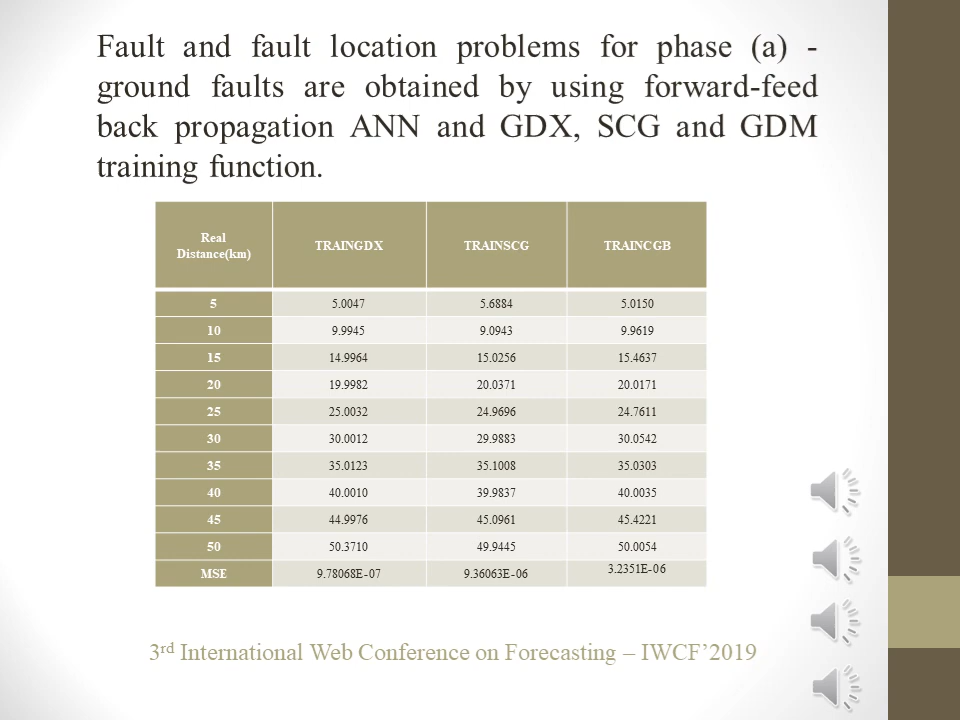 Fault and fault location problems for phase (a) -
ground faults are obtained by using forward-feed
back propagation ANN and GDX, SCG and GDM
training function.
Real
Distance(km) TRAINGDX TRAINSCG TRAINCGB
5 5.0047 5.6884 5.0150
10 9.9945 9.0943 9.9619
15 14.9964 15.0256 15.4637
20 19.9982 20.0371 20.0171
25 25.0032 24.9696 24.7611
30 30.0012 29.9883 30.0542
35 35.0123 35.1008 35.0303
40 40.0010 39.9837 40.0035
45 44.9976 45.0961 45.4221
50 50.3710 49.9445 50.0054
MSE 9.78068E-07 9.36063E-06 3.2351E-06
3rd International Web Conference on Forecasting – IWCF’2019